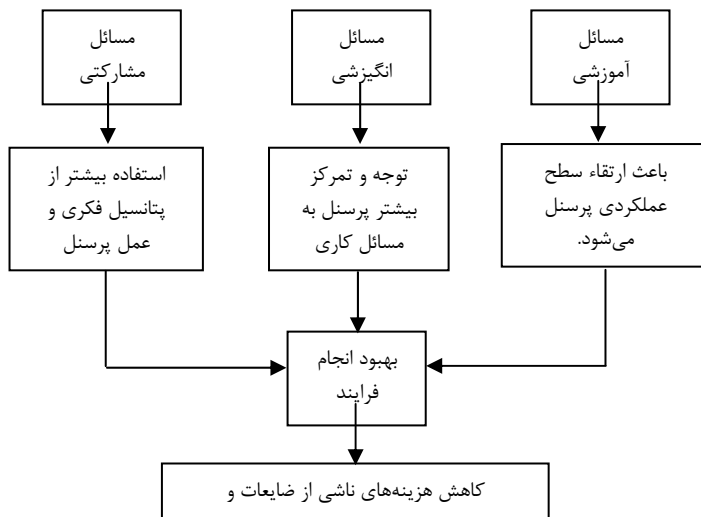 مسائل
آموزشی
مسائل
انگیزشی
مسائل
مشارکتی
باعث ارتقاء سطح
عملکردی پرسنل
می‌شود.
توجه و تمرکز
بیشتر پرسنل به
مسائل کاری
استفاده بیشتر از
پتانسیل فکری و
عمل پرسنل
بهبود انجام
فرایند
کاهش هزینه‌های ناشی از ضایعات و